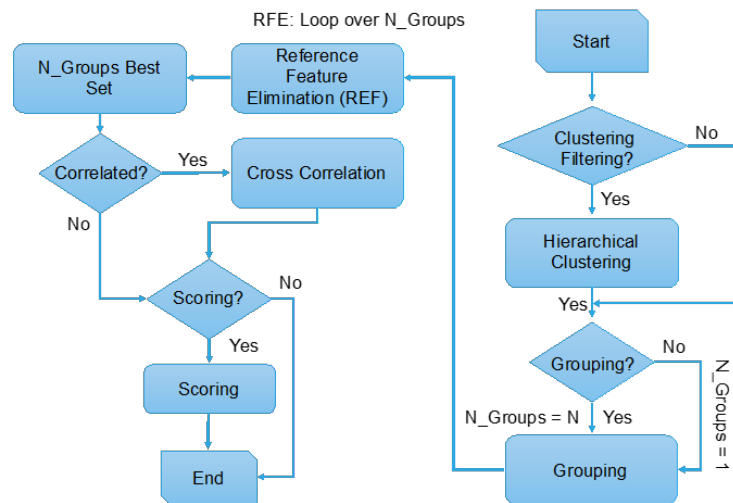 RFE: Loop over N_Groups
Start
Clustering
Filtering?
No
Yes
Hierarchical
Clustering
Yes
Grouping?
No
N_Groups = 1
N_Groups = N
Yes
Grouping
Reference
Feature
Elimination (REF)
N_Groups Best
Set
Correlated?
Yes
No
Cross Correlation
Scoring?
No
Yes
Scoring
End